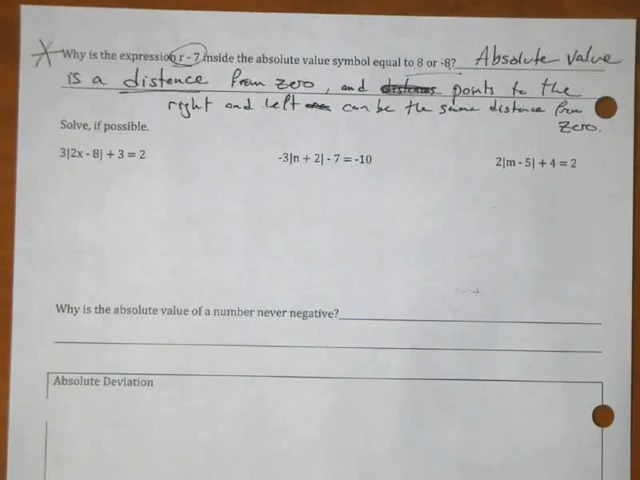 Why is the expression r - 7 inside the absolute value symbol equal to 8 or -8? Absolute value
is a distance from zero, and points to the
right and left can be the same distance from
zero.
Solve, if possible.
3|2x - 8| + 3 = 2 -3|n + 2| - 7 = -10 2|m - 5| + 4 = 2
Why is the absolute value of a number never negative?
Absolute Deviation